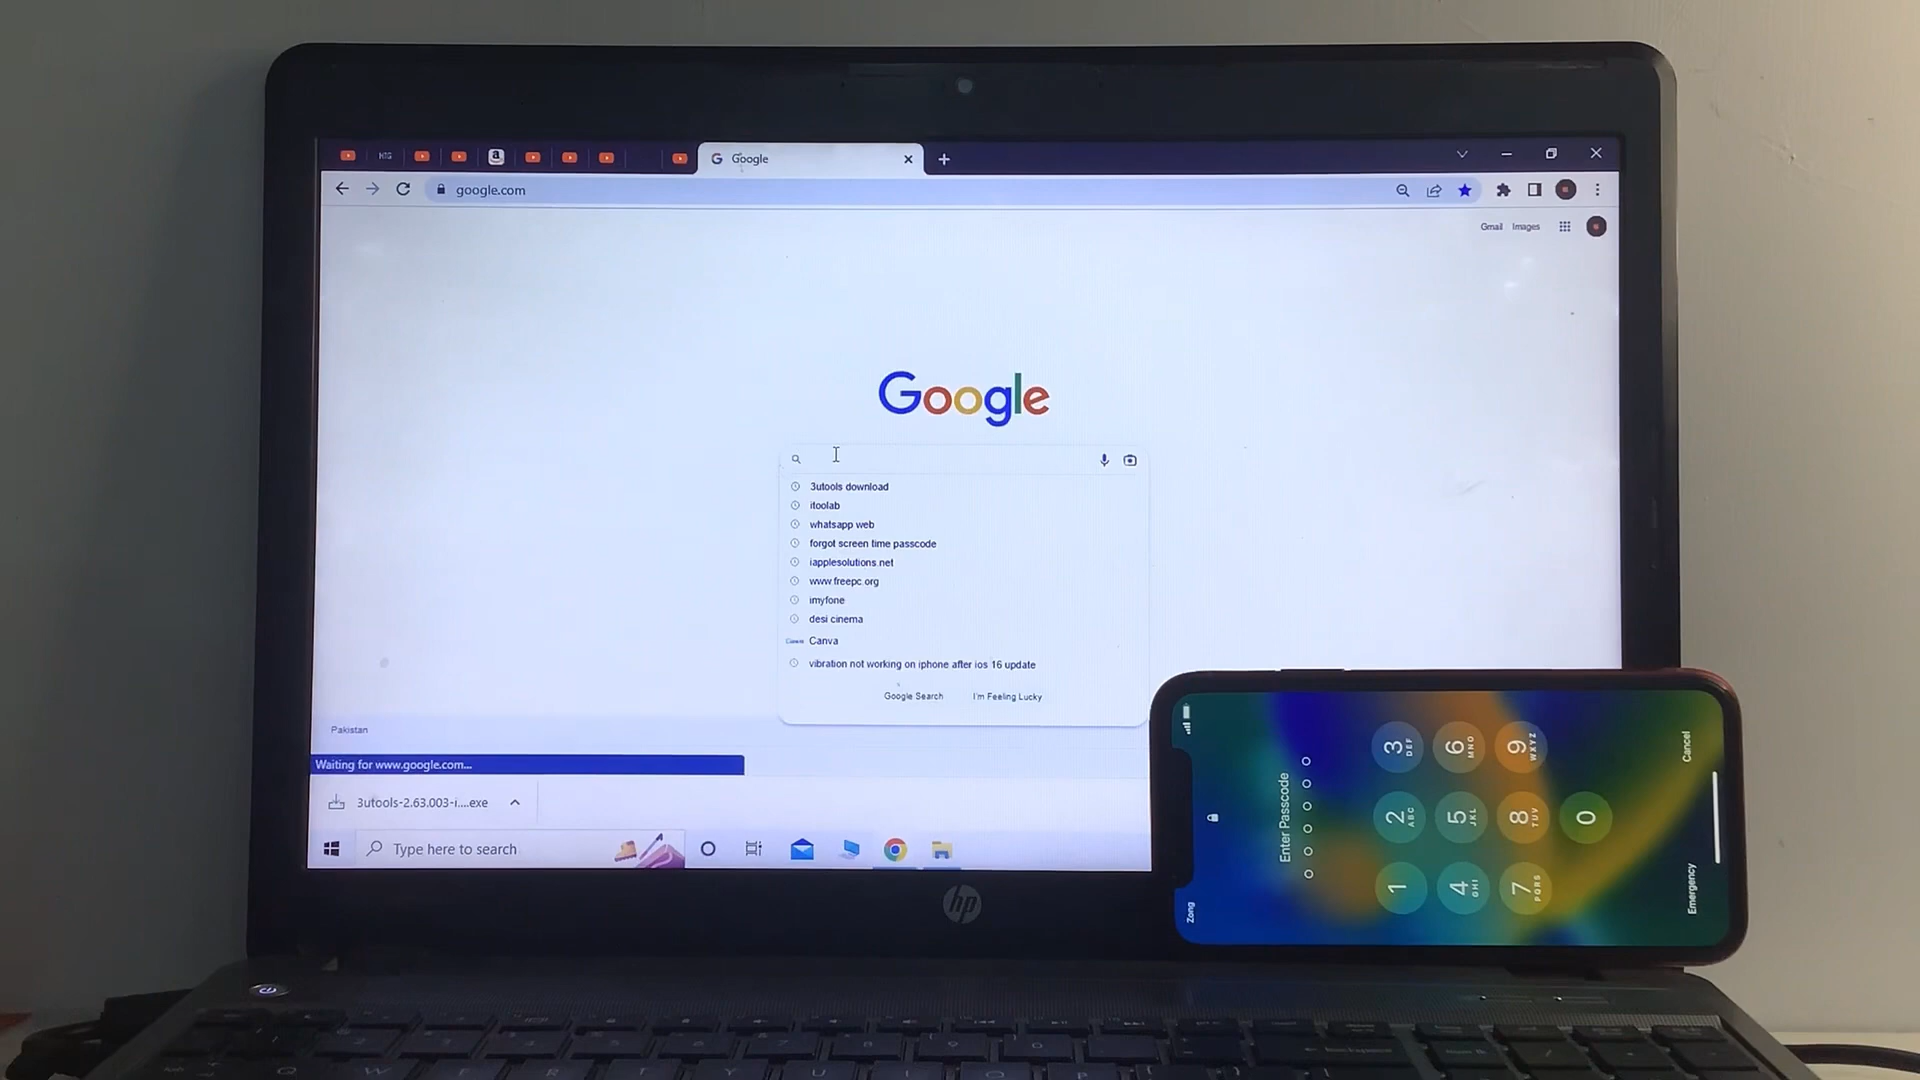 Google
google.com
Gmail Images
Google
3utools download
itoolab
whatsapp web
forgot screen time passcode
iapplesolutions.net
www.freepc.org
imyfone
desi cinema
Canva
vibration not working on iphone after ios 16 update
Google Search I'm Feeling Lucky
Pakistan
Waiting for www.google.com...
3utools-2.63.003-i....exe
Type here to search
hp
Zong
Enter Passcode
1
2 ABC
3 DEF
4 GHI
5 JKL
6 MNO
7 PQRS
8 TUV
9 WXYZ
0
Emergency
Cancel